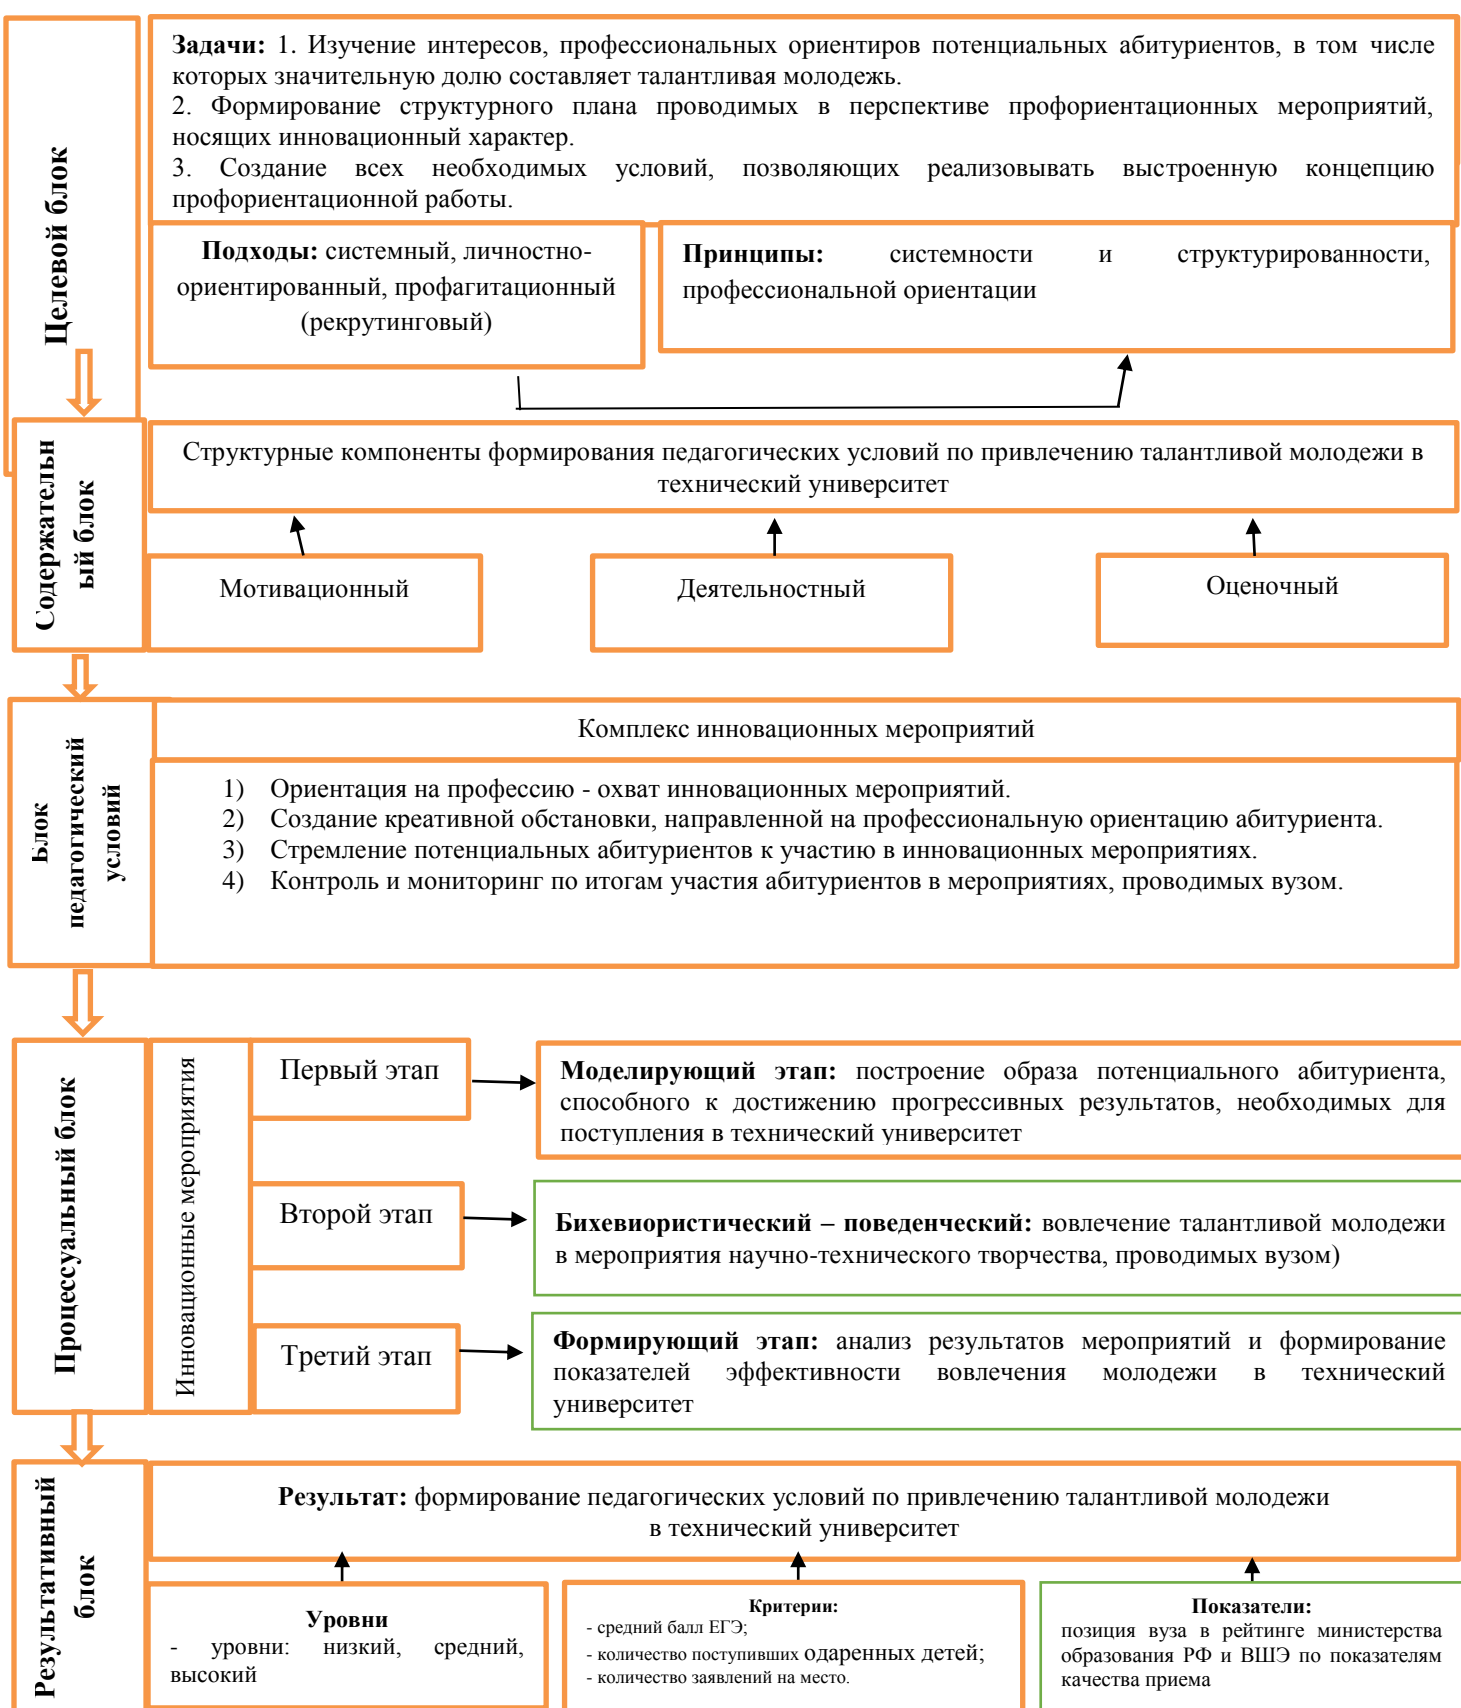 Целевой блок
Задачи: 1. Изучение интересов, профессиональных ориентиров потенциальных абитуриентов, в том числе
которых значительную долю составляет талантливая молодежь.
2. Формирование структурного плана проводимых в перспективе профориентационных мероприятий,
носящих инновационный характер.
3. Создание всех необходимых условий, позволяющих реализовывать выстроенную концепцию
профориентационной работы.
Подходы: системный, личностно-
ориентированный, профагитационный
(рекрутинговый)
Принципы: системности и структурированности,
профессиональной ориентации
Содержательн
ый блок
Структурные компоненты формирования педагогических условий по привлечению талантливой молодежи в
технический университет
Мотивационный
Деятельностный
Оценочный
Блок
педагогический
условий
Комплекс инновационных мероприятий
1) Ориентация на профессию - охват инновационных мероприятий.
2) Создание креативной обстановки, направленной на профессиональную ориентацию абитуриента.
3) Стремление потенциальных абитуриентов к участию в инновационных мероприятиях.
4) Контроль и мониторинг по итогам участия абитуриентов в мероприятиях, проводимых вузом.
Процессуальный блок
Инновационные мероприятия
Первый этап
Моделирующий этап: построение образа потенциального абитуриента,
способного к достижению прогрессивных результатов, необходимых для
поступления в технический университет
Второй этап
Бихевиористический – поведенческий: вовлечение талантливой молодежи
в мероприятия научно-технического творчества, проводимых вузом)
Третий этап
Формирующий этап: анализ результатов мероприятий и формирование
показателей эффективности вовлечения молодежи в технический
университет
Результативный
блок
Результат: формирование педагогических условий по привлечению талантливой молодежи
в технический университет
Уровни
- уровни: низкий, средний,
высокий
Критерии:
- средний балл ЕГЭ;
- количество поступивших одаренных детей;
- количество заявлений на место.
Показатели:
позиция вуза в рейтинге министерства
образования РФ и ВШЭ по показателям
качества приема